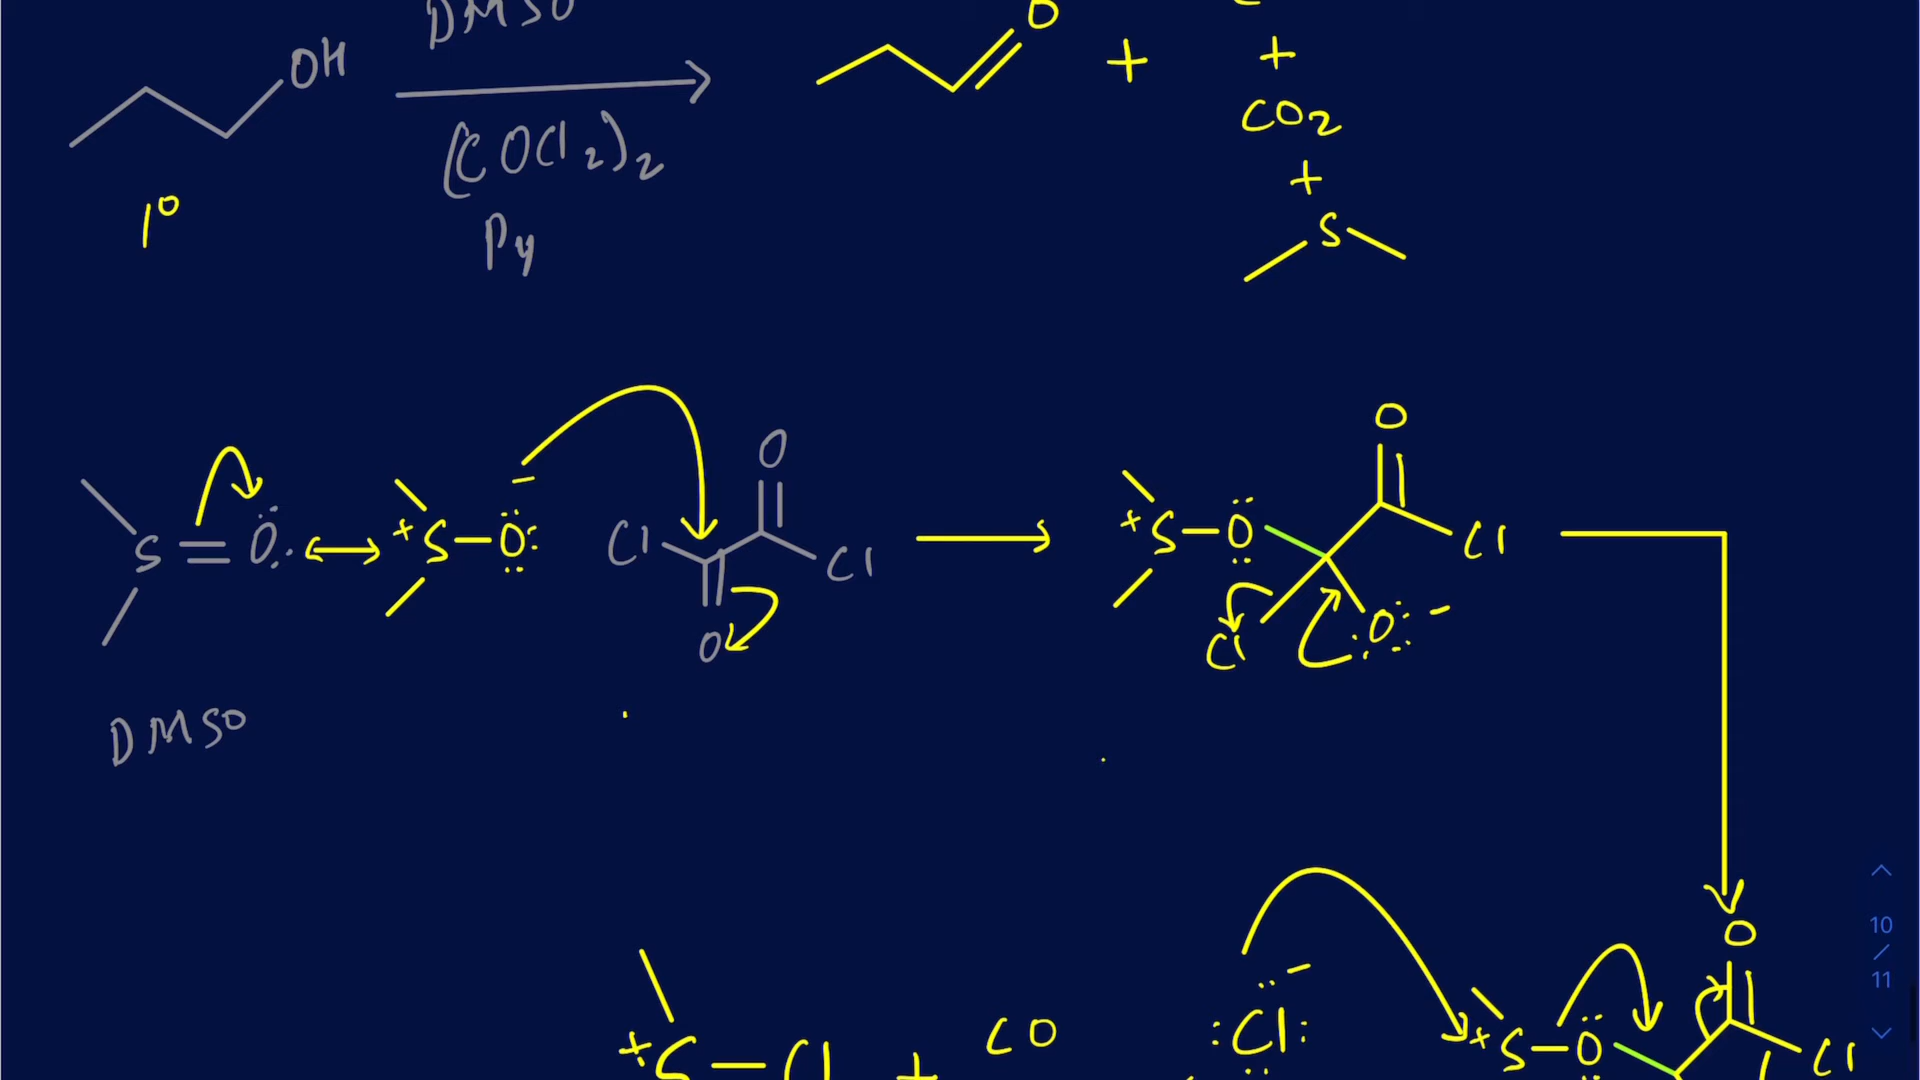 DMSO
OH
(COCl2)2
Py
1°
O
+
+
CO2
+
S
S=O:
+S-O:
-
Cl
O
Cl
O
+S-O
O
Cl
Cl
:O: -
DMSO
10
/
11
O
+S-Cl + CO
:Cl: -
+S-O
Cl